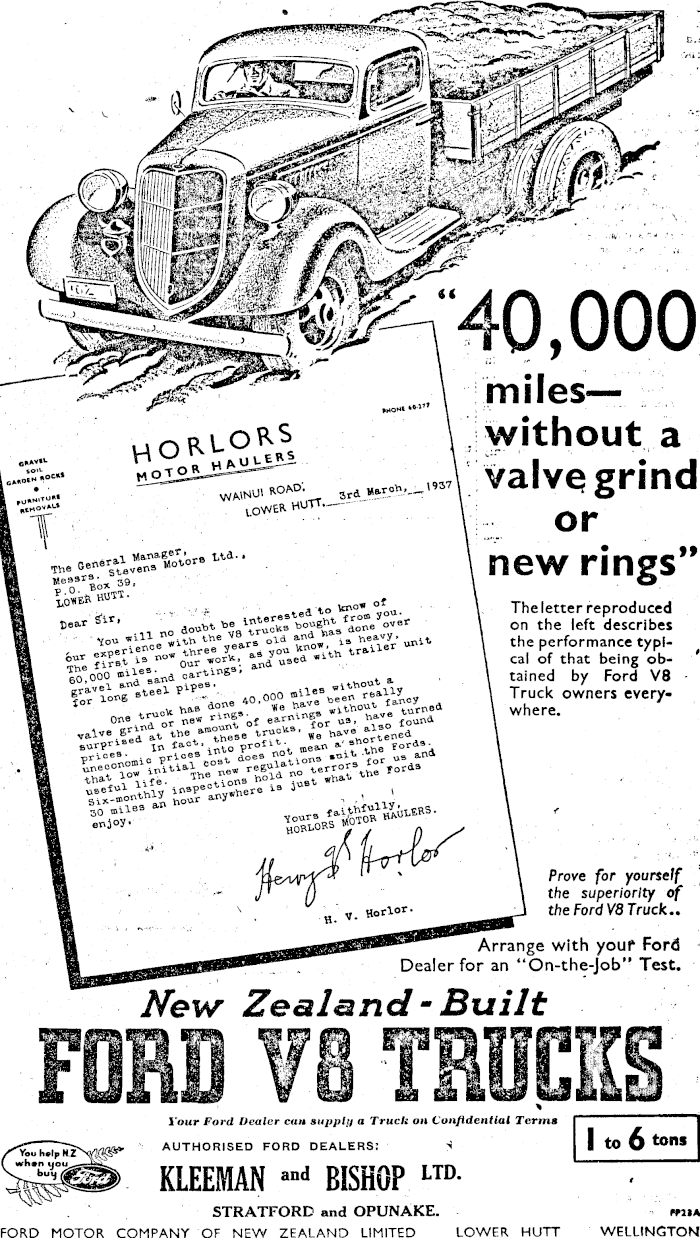 NZ
"40,000
miles—
without a
valve grind
or
new rings"
PHONE 60-277
GRAVEL
SOIL
GARDEN ROCKS
•
FURNITURE
REMOVALS
HORLORS
MOTOR HAULERS
WAINUI ROAD,
LOWER HUTT, 3rd March, 1937
The General Manager,
Messrs. Stevens Motors Ltd.,
P.O. Box 39,
LOWER HUTT.
Dear Sir,
You will no doubt be interested to know of
our experience with the V8 trucks bought from you.
The first is now three years old and has done over
60,000 miles. Our work, as you know, is heavy,
gravel and sand cartings; and used with trailer unit
for long steel pipes.
One truck has done 40,000 miles without a
valve grind or new rings. We have been really
surprised at the amount of earnings without fancy
prices. In fact, these trucks, for us, have turned
uneconomic prices into profit. We have also found
that low initial cost does not mean a shortened
useful life. The new regulations suit the Fords.
Six-monthly inspections hold no terrors for us and
30 miles an hour anywhere is just what the Fords
enjoy.
Yours faithfully,
HORLORS MOTOR HAULERS.
Henry V Horlor
H. V. Horlor.
The letter reproduced
on the left describes
the performance typi-
cal of that being ob-
tained by Ford V8
Truck owners every-
where.
Prove for yourself
the superiority of
the Ford V8 Truck..
Arrange with your Ford
Dealer for an "On-the-Job" Test.
New Zealand-Built
FORD V8 TRUCKS
Your Ford Dealer can supply a Truck on Confidential Terms
1 to 6 tons
You help N.Z
when you
buy Ford
AUTHORISED FORD DEALERS:
KLEEMAN and BISHOP LTD.
STRATFORD and OPUNAKE.
FP28A
FORD MOTOR COMPANY OF NEW ZEALAND LIMITED LOWER HUTT WELLINGTON